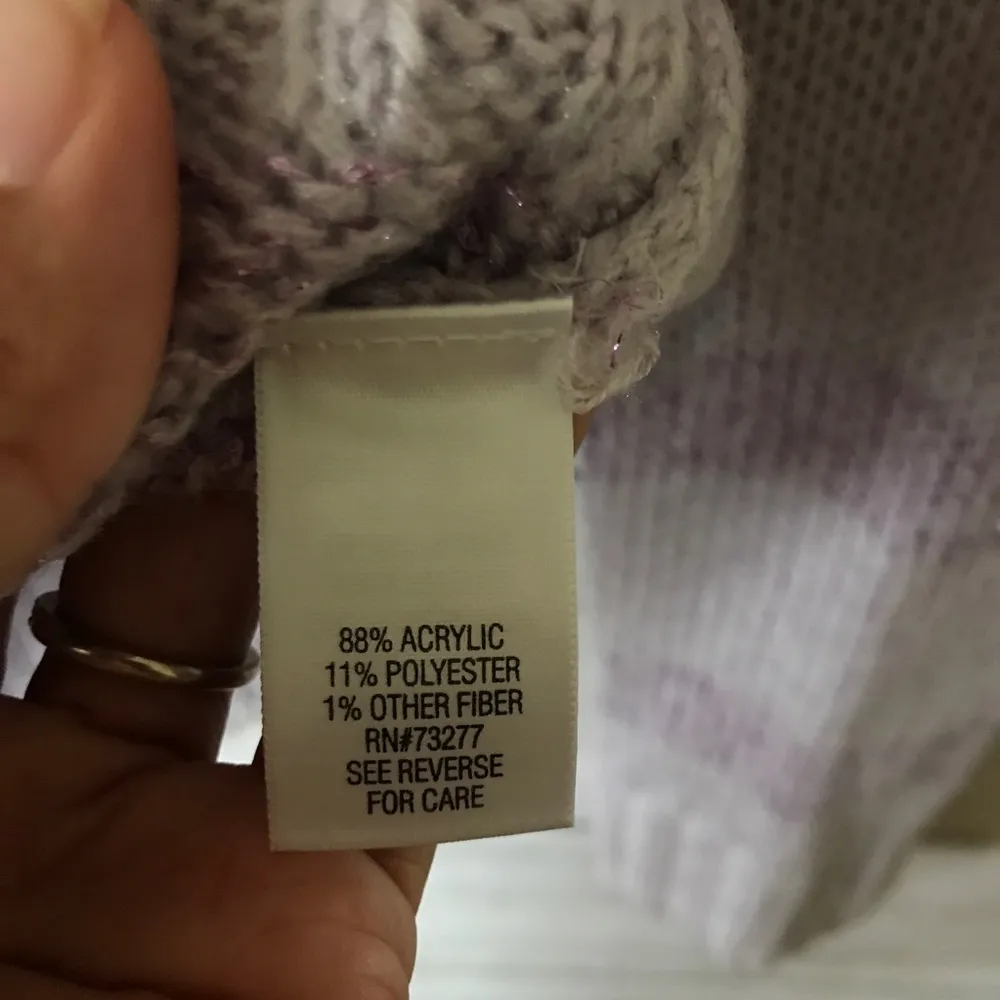 88% ACRYLIC
11% POLYESTER
1% OTHER FIBER
RN#73277
SEE REVERSE
FOR CARE